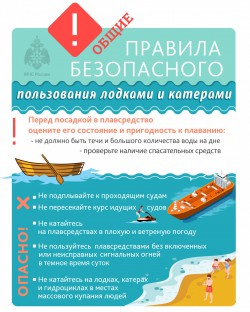 !
ОБЩИЕ
МЧС России
ПРАВИЛА
БЕЗОПАСНОГО
пользования лодками и катерами
! Перед посадкой в плавсредство
оцените его состояние и пригодность к плаванию:
- не должно быть течи и большого количества воды на дне
- проверьте наличие спасательных средств
ОПАСНО!
• Не подплывайте к проходящим судам
• Не пересекайте курс идущих судов
• Не катайтесь
на плавсредствах в плохую и ветреную погоду
• Не пользуйтесь плавсредствами без включенных
или неисправных сигнальных огней
в темное время суток
• Не катайтесь на лодках, катерах
и гидроциклах в местах
массового купания людей